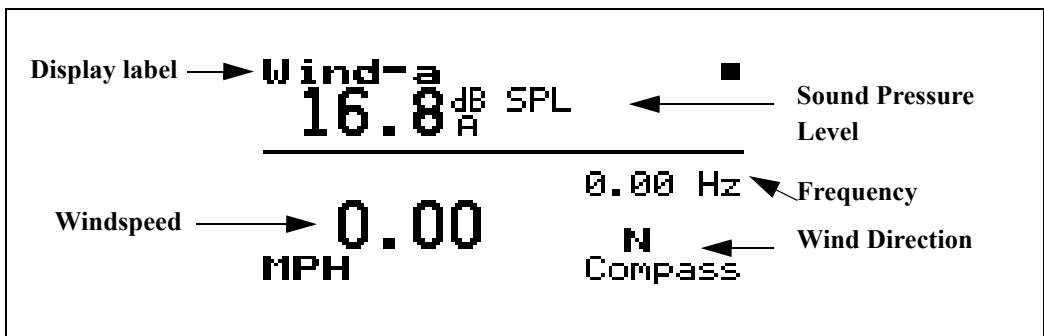 Display label
Wind-a
16.8 dB A SPL
Sound Pressure
Level
0.00 Hz
Frequency
Windspeed
0.00
MPH
N
Compass
Wind Direction